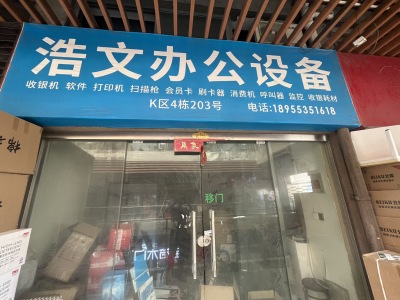 浩文办公设备
收银机 软件 打印机 扫描枪 会员卡 刷卡器 消费机 呼叫器 监控 收银耗材
K区4栋203号 电话:18955351618
移门